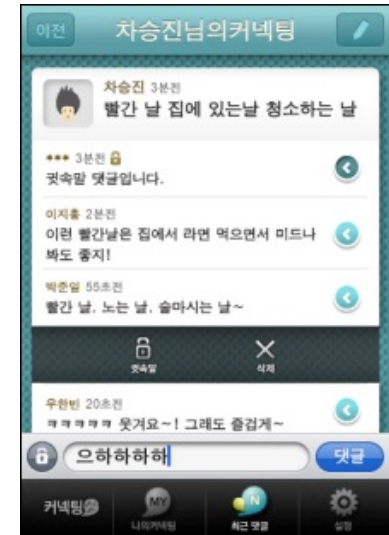 이전
차승진님의커넥팅
차승진 3분전
빨간 날 집에 있는날 청소하는 날
*** 3분전
귓속말 댓글입니다.
이지홍 2분전
이런 빨간날은 집에서 라면 먹으면서 미드나
봐도 좋지!
박준일 55초전
빨간 날, 노는 날, 술마시는 날~
귓속말
삭제
우한빈 20초전
ㅋㅋㅋㅋㅋ 웃겨요~! 그래도 즐겁게~
으하하하하
댓글
커넥팅
MY
나의커넥팅
N
최근 댓글
설정